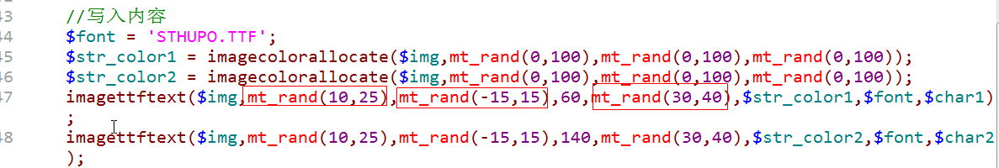 43 //写入内容
44 $font = 'STHUPO.TTF';
45 $str_color1 = imagecolorallocate($img,mt_rand(0,100),mt_rand(0,100),mt_rand(0,100));
46 $str_color2 = imagecolorallocate($img,mt_rand(0,100),mt_rand(0,100),mt_rand(0,100));
47 imagettftext($img,mt_rand(10,25),mt_rand(-15,15),60,mt_rand(30,40),$str_color1,$font,$char1)
;
48 imagettftext($img,mt_rand(10,25),mt_rand(-15,15),140,mt_rand(30,40),$str_color2,$font,$char2
);